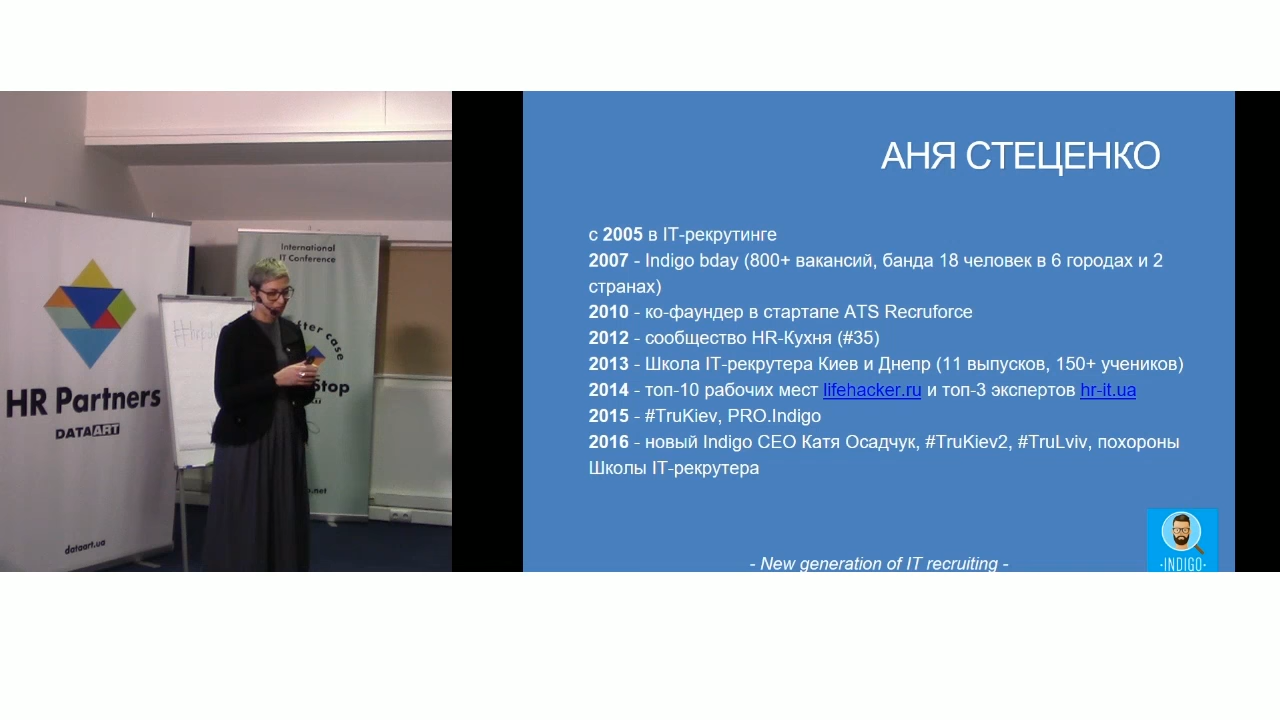 International
IT Conference
after case
Stop
HR Partners
DATAART
dataart.ua
АНЯ СТЕЦЕНКО
с 2005 в IT-рекрутинге
2007 - Indigo bday (800+ вакансий, банда 18 человек в 6 городах и 2
странах)
2010 - ко-фаундер в стартапе ATS Recruforce
2012 - сообщество HR-Кухня (#35)
2013 - Школа IT-рекрутера Киев и Днепр (11 выпусков, 150+ учеников)
2014 - топ-10 рабочих мест lifehacker.ru и топ-3 экспертов hr-it.ua
2015 - #TruKiev, PRO.Indigo
2016 - новый Indigo CEO Катя Осадчук, #TruKiev2, #TruLviv, похороны
Школы IT-рекрутера
- New generation of IT recruiting -
·INDIGO·